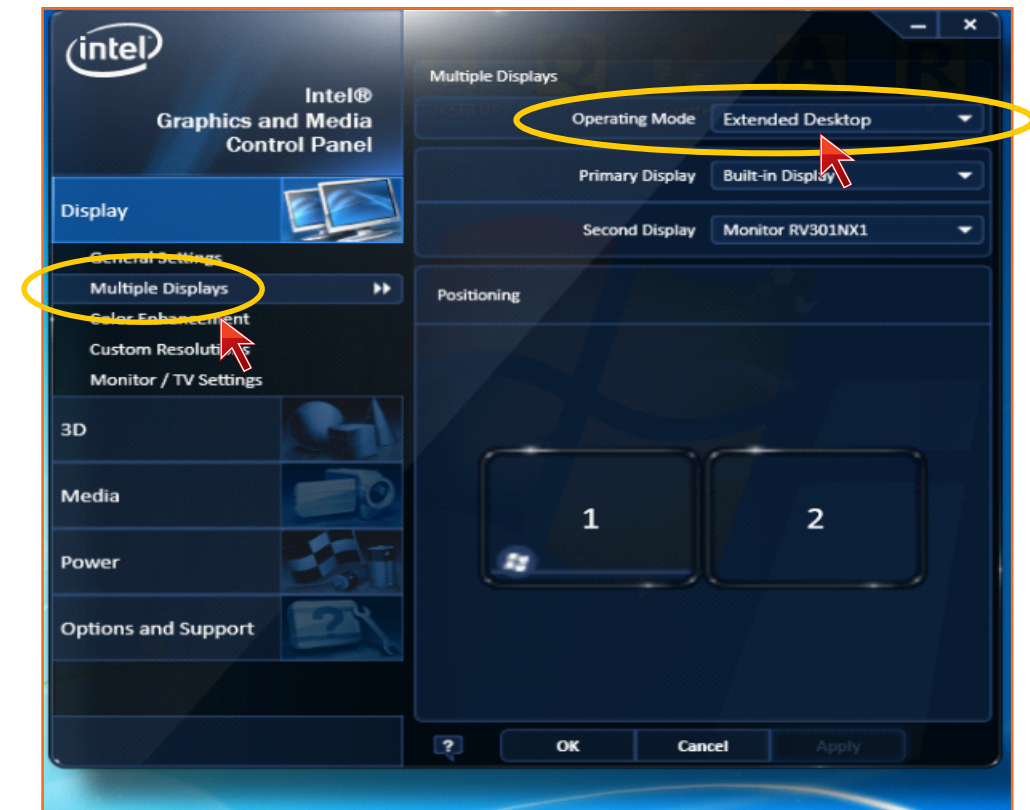 intel
Intel®
Graphics and Media
Control Panel
Display
General Settings
Multiple Displays
Color Enhancement
Custom Resolutions
Monitor / TV Settings
3D
Media
Power
Options and Support
Multiple Displays
Operating Mode Extended Desktop
Primary Display Built-in Display
Second Display Monitor RV301NX1
Positioning
1 2
? OK Cancel Apply